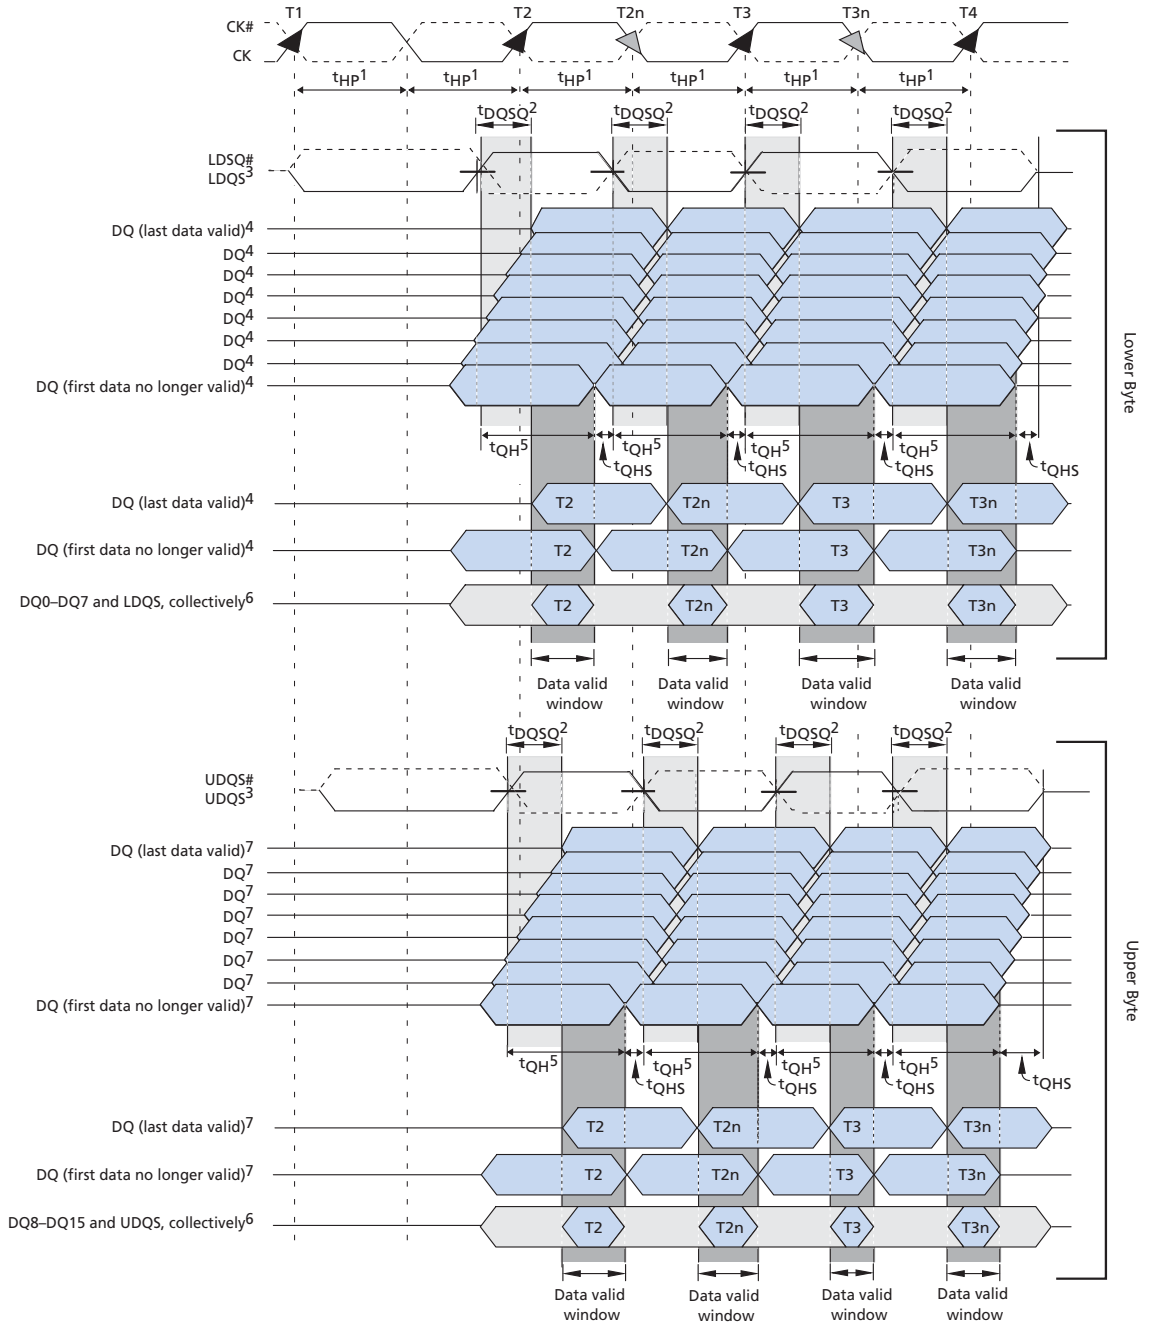 T1 T2 T2n T3 T3n T4
CK#
CK
tHP1 tHP1 tHP1 tHP1 tHP1 tHP1
tDQSQ2 tDQSQ2 tDQSQ2 tDQSQ2
LDSQ#
LDQS3
DQ (last data valid)4
DQ4
DQ4
DQ4
DQ4
DQ4
DQ4
DQ (first data no longer valid)4
Lower Byte
tQH5 tQH5 tQH5 tQH5
tQHS tQHS tQHS tQHS
DQ (last data valid)4 T2 T2n T3 T3n
DQ (first data no longer valid)4 T2 T2n T3 T3n
DQ0–DQ7 and LDQS, collectively6 T2 T2n T3 T3n
Data valid window Data valid window Data valid window Data valid window
tDQSQ2 tDQSQ2 tDQSQ2 tDQSQ2
UDQS#
UDQS3
DQ (last data valid)7
DQ7
DQ7
DQ7
DQ7
DQ7
DQ7
DQ (first data no longer valid)7
Upper Byte
tQH5 tQH5 tQH5 tQH5
tQHS tQHS tQHS tQHS
DQ (last data valid)7 T2 T2n T3 T3n
DQ (first data no longer valid)7 T2 T2n T3 T3n
DQ8–DQ15 and UDQS, collectively6 T2 T2n T3 T3n
Data valid window Data valid window Data valid window Data valid window